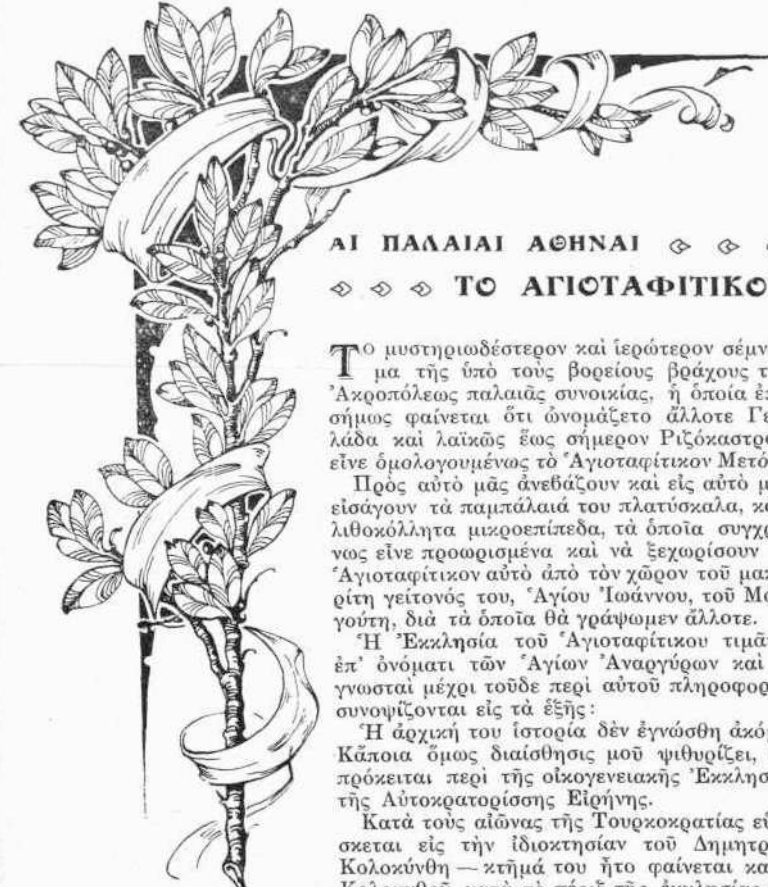 ΑΙ ΠΑΛΑΙΑΙ ΑΘΗΝΑΙ
ΤΟ ΑΓΙΟΤΑΦΙΤΙΚΟ
Το μυστηριωδέστερον καὶ ἱερώτερον σέμν
μα τῆς ὑπὸ τοὺς βορείους βράχους τ
Ἀκροπόλεως παλαιᾶς συνοικίας, ἡ ὁποία ἐπ
σήμως φαίνεται ὅτι ὠνομάζετο ἄλλοτε Γε
λάδα καὶ λαϊκῶς ἕως σήμερον Ριζόκαστρο
εἶνε ὁμολογουμένως τὸ Ἁγιοταφίτικον Μετό
Πρὸς αὐτὸ μᾶς ἀνεβάζουν καὶ εἰς αὐτὸ μ
εἰσάγουν τὰ παμπάλαιά του πλατύσκαλα, κα
λιθοκόλλητα μικροεπίπεδα, τὰ ὁποῖα συγχρ
νως εἶνε προωρισμένα καὶ νὰ ξεχωρίσουν
Ἁγιοταφίτικον αὐτὸ ἀπὸ τὸν χῶρον τοῦ μακ
ρίτη γείτονός του, Ἁγίου Ἰωάννου, τοῦ Μα
γούτη, διὰ τὰ ὁποῖα θὰ γράψωμεν ἄλλοτε.
Ἡ Ἐκκλησία τοῦ Ἁγιοταφίτικου τιμᾶ
ἐπ' ὀνόματι τῶν Ἁγίων Ἀναργύρων καὶ
γνωσταὶ μέχρι τοῦδε περὶ αὐτοῦ πληροφορ
συνοψίζονται εἰς τὰ ἑξῆς:
Ἡ ἀρχική του ἱστορία δὲν ἐγνώσθη ἀκό
Κάποια ὅμως διαίσθησις μοῦ ψιθυρίζει,
πρόκειται περὶ τῆς οἰκογενειακῆς Ἐκκλησ
τῆς Αὐτοκρατορίσσης Εἰρήνης.
Κατὰ τοὺς αἰῶνας τῆς Τουρκοκρατίας εὑ
σκεται εἰς τὴν ἰδιοκτησίαν τοῦ Δημητρ
Κολοκύνθη — κτῆμά του ἦτο φαίνεται κα